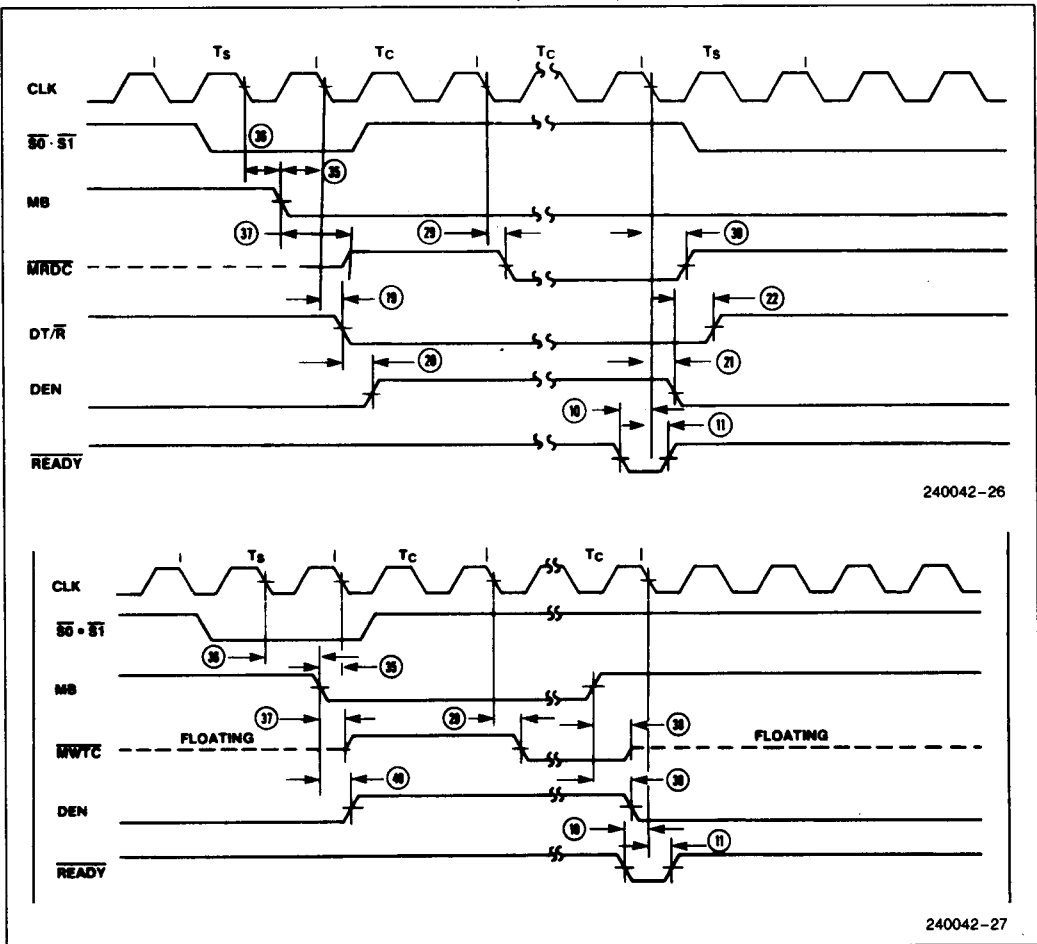 Ts Tc Tc Ts
CLK
S0 · S1
36
35
MB
37 29 30
MRDC
19 22
DT/R
20 21
DEN
10 11
READY
240042-26
Ts Tc Tc
CLK
S0 • S1
36 35
MB
37 29 38
FLOATING FLOATING
MWTC
40 38
DEN
10 11
READY
240042-27